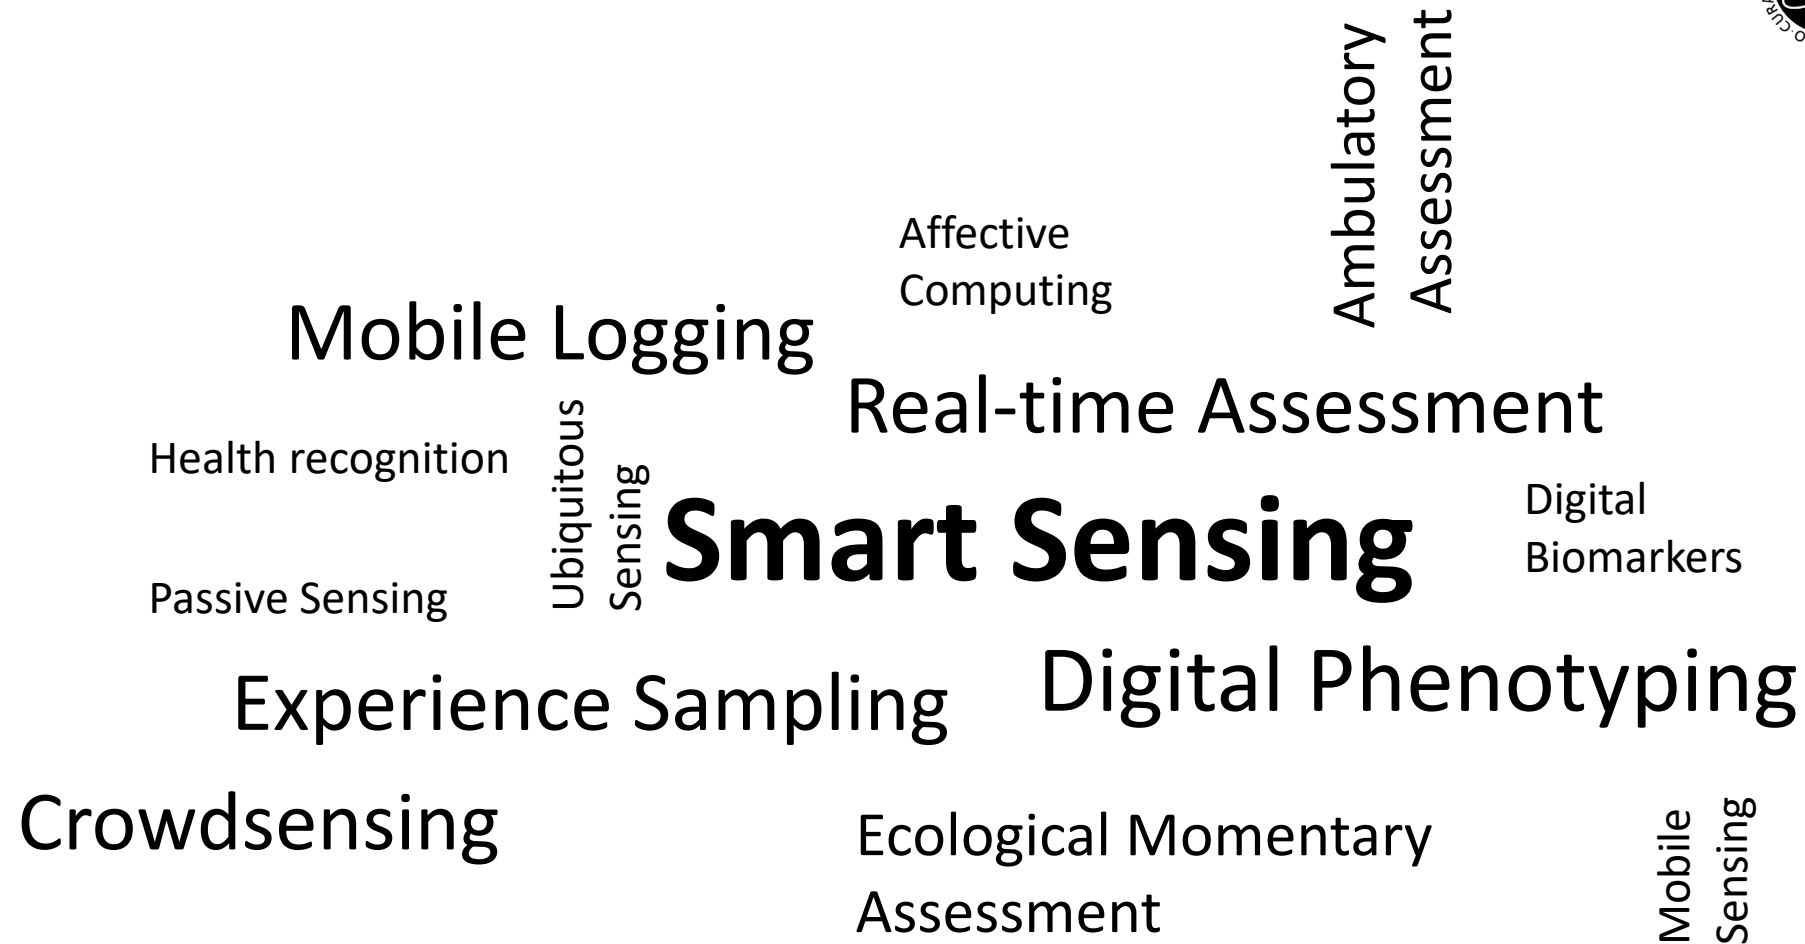 Ambulatory
Assessment
Affective
Computing
Mobile Logging
Real-time Assessment
Health recognition
Ubiquitous
Sensing
Smart Sensing
Digital
Biomarkers
Passive Sensing
Experience Sampling
Digital Phenotyping
Crowdsensing
Ecological Momentary
Assessment
Mobile
Sensing